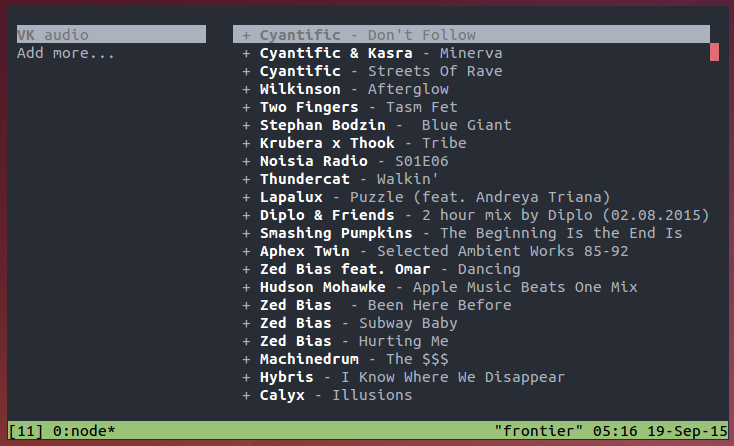 VK audio
Add more...
+ Cyantific - Don't Follow
+ Cyantific & Kasra - Minerva
+ Cyantific - Streets Of Rave
+ Wilkinson - Afterglow
+ Two Fingers - Tasm Fet
+ Stephan Bodzin -  Blue Giant
+ Krubera x Thook - Tribe
+ Noisia Radio - S01E06
+ Thundercat - Walkin'
+ Lapalux - Puzzle (feat. Andreya Triana)
+ Diplo & Friends - 2 hour mix by Diplo (02.08.2015)
+ Smashing Pumpkins - The Beginning Is the End Is
+ Aphex Twin - Selected Ambient Works 85-92
+ Zed Bias feat. Omar - Dancing
+ Hudson Mohawke - Apple Music Beats One Mix
+ Zed Bias  - Been Here Before
+ Zed Bias - Subway Baby
+ Zed Bias - Hurting Me
+ Machinedrum - The $$$
+ Hybris - I Know Where We Disappear
+ Calyx - Illusions
[11] 0:node* "frontier" 05:16 19-Sep-15